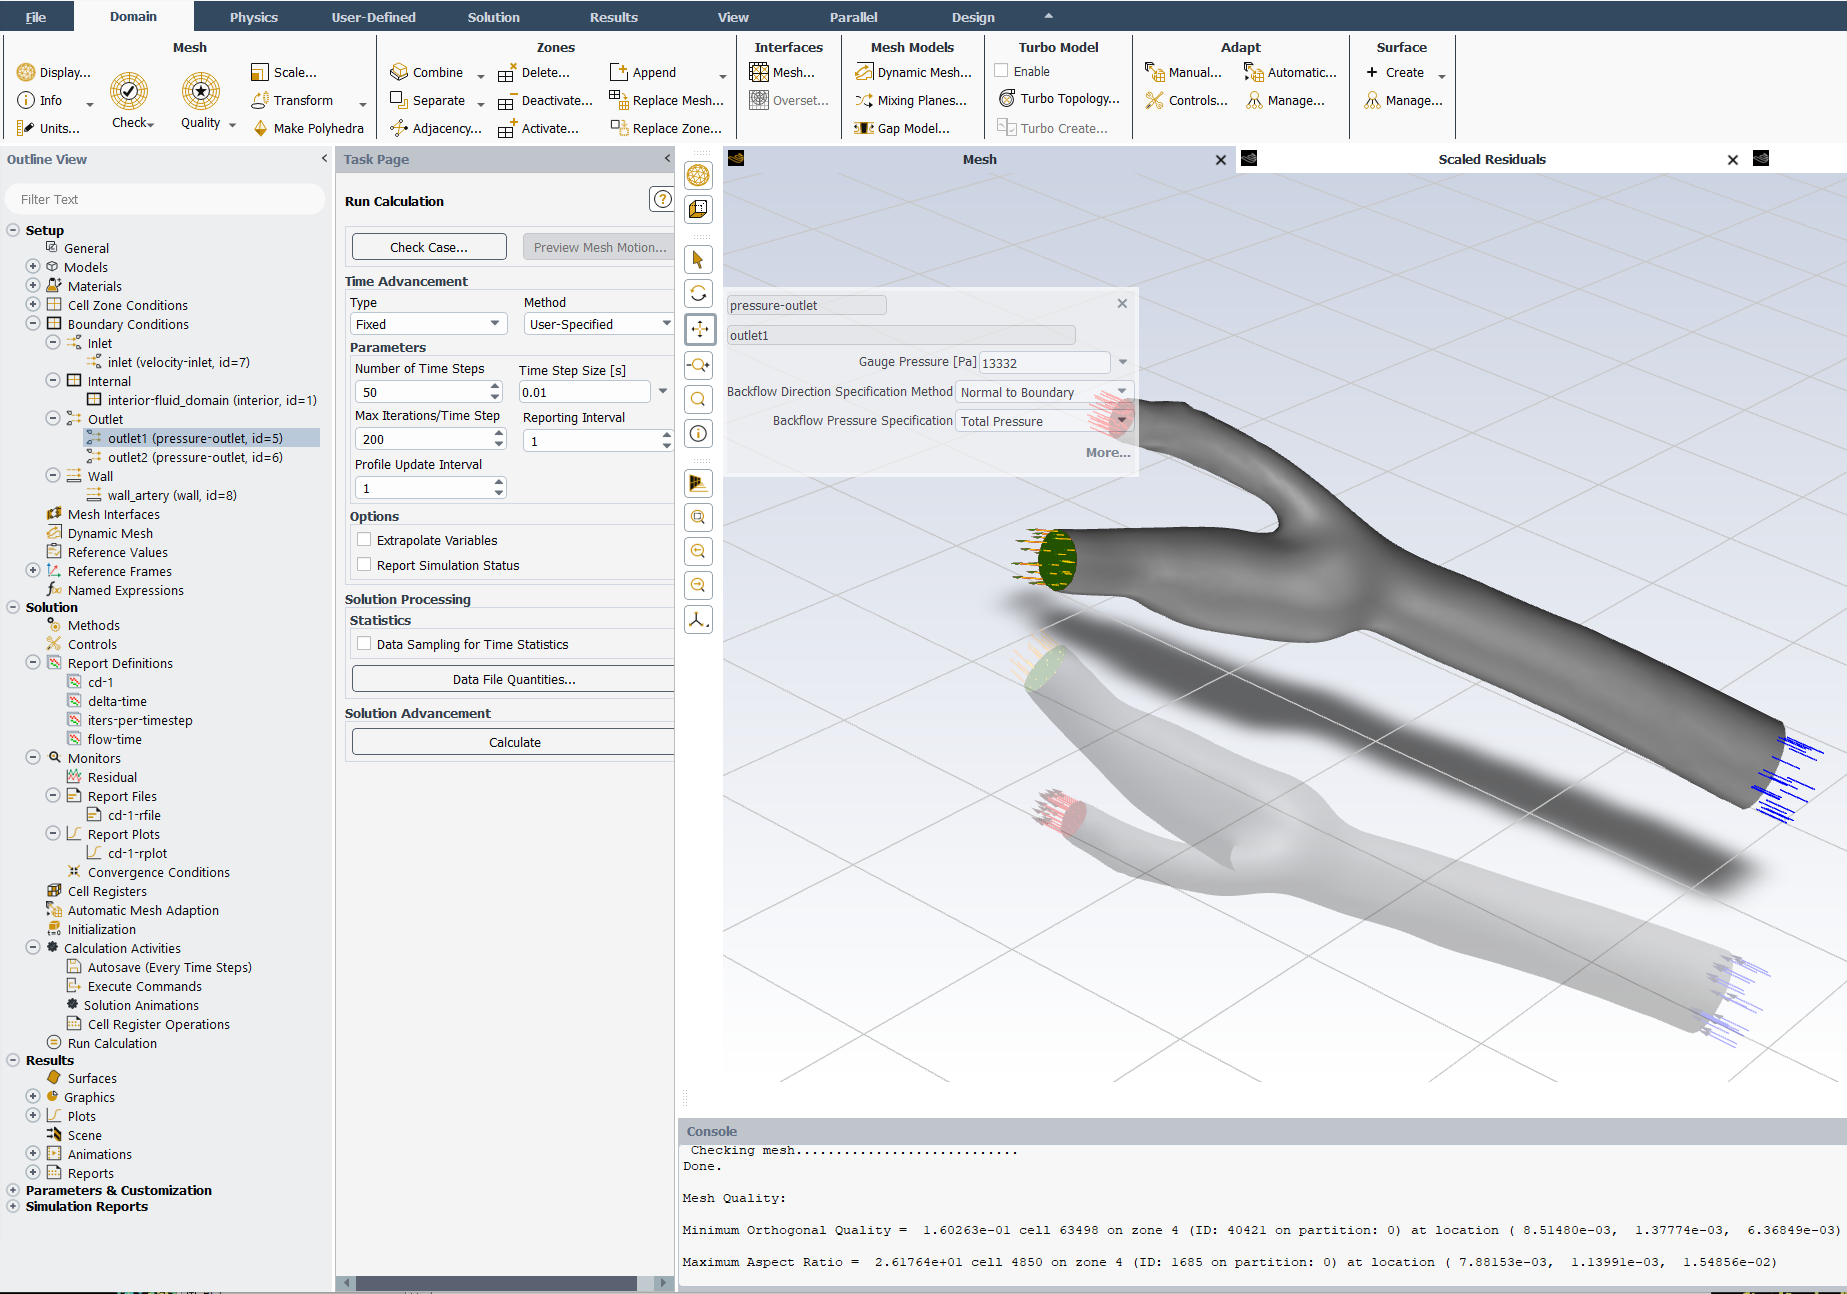 File Domain Physics User-Defined Solution Results View Parallel Design
Mesh
Display...
Info
Units...
Check
Quality
Scale...
Transform
Make Polyhedra
Zones
Combine
Separate
Adjacency...
Delete...
Deactivate...
Activate...
Append
Replace Mesh...
Replace Zone...
Interfaces
Mesh...
Overset...
Mesh Models
Dynamic Mesh...
Mixing Planes...
Gap Model...
Turbo Model
Enable
Turbo Topology...
Turbo Create...
Adapt
Manual...
Controls...
Automatic...
Manage...
Surface
Create
Manage...
Outline View
Filter Text
Setup
General
Models
Materials
Cell Zone Conditions
Boundary Conditions
Inlet
inlet (velocity-inlet, id=7)
Internal
interior-fluid_domain (interior, id=1)
Outlet
outlet1 (pressure-outlet, id=5)
outlet2 (pressure-outlet, id=6)
Wall
wall_artery (wall, id=8)
Mesh Interfaces
Dynamic Mesh
Reference Values
Reference Frames
Named Expressions
Solution
Methods
Controls
Report Definitions
cd-1
delta-time
iters-per-timestep
flow-time
Monitors
Residual
Report Files
cd-1-rfile
Report Plots
cd-1-rplot
Convergence Conditions
Cell Registers
Automatic Mesh Adaption
Initialization
Calculation Activities
Autosave (Every Time Steps)
Execute Commands
Solution Animations
Cell Register Operations
Run Calculation
Results
Surfaces
Graphics
Plots
Scene
Animations
Reports
Parameters & Customization
Simulation Reports
Task Page
Run Calculation
Check Case... Preview Mesh Motion...
Time Advancement
Type Method
Fixed User-Specified
Parameters
Number of Time Steps Time Step Size [s]
50 0.01
Max Iterations/Time Step Reporting Interval
200 1
Profile Update Interval
1
Options
Extrapolate Variables
Report Simulation Status
Solution Processing
Statistics
Data Sampling for Time Statistics
Data File Quantities...
Solution Advancement
Calculate
Mesh Scaled Residuals
pressure-outlet
outlet1
Gauge Pressure [Pa] 13332
Backflow Direction Specification Method Normal to Boundary
Backflow Pressure Specification Total Pressure
More...
Console
Checking mesh............................
Done.
Mesh Quality:
Minimum Orthogonal Quality = 1.60263e-01 cell 63498 on zone 4 (ID: 40421 on partition: 0) at location ( 8.51480e-03, 1.37774e-03, 6.36849e-03)
Maximum Aspect Ratio = 2.61764e+01 cell 4850 on zone 4 (ID: 1685 on partition: 0) at location ( 7.88153e-03, 1.13991e-03, 1.54856e-02)